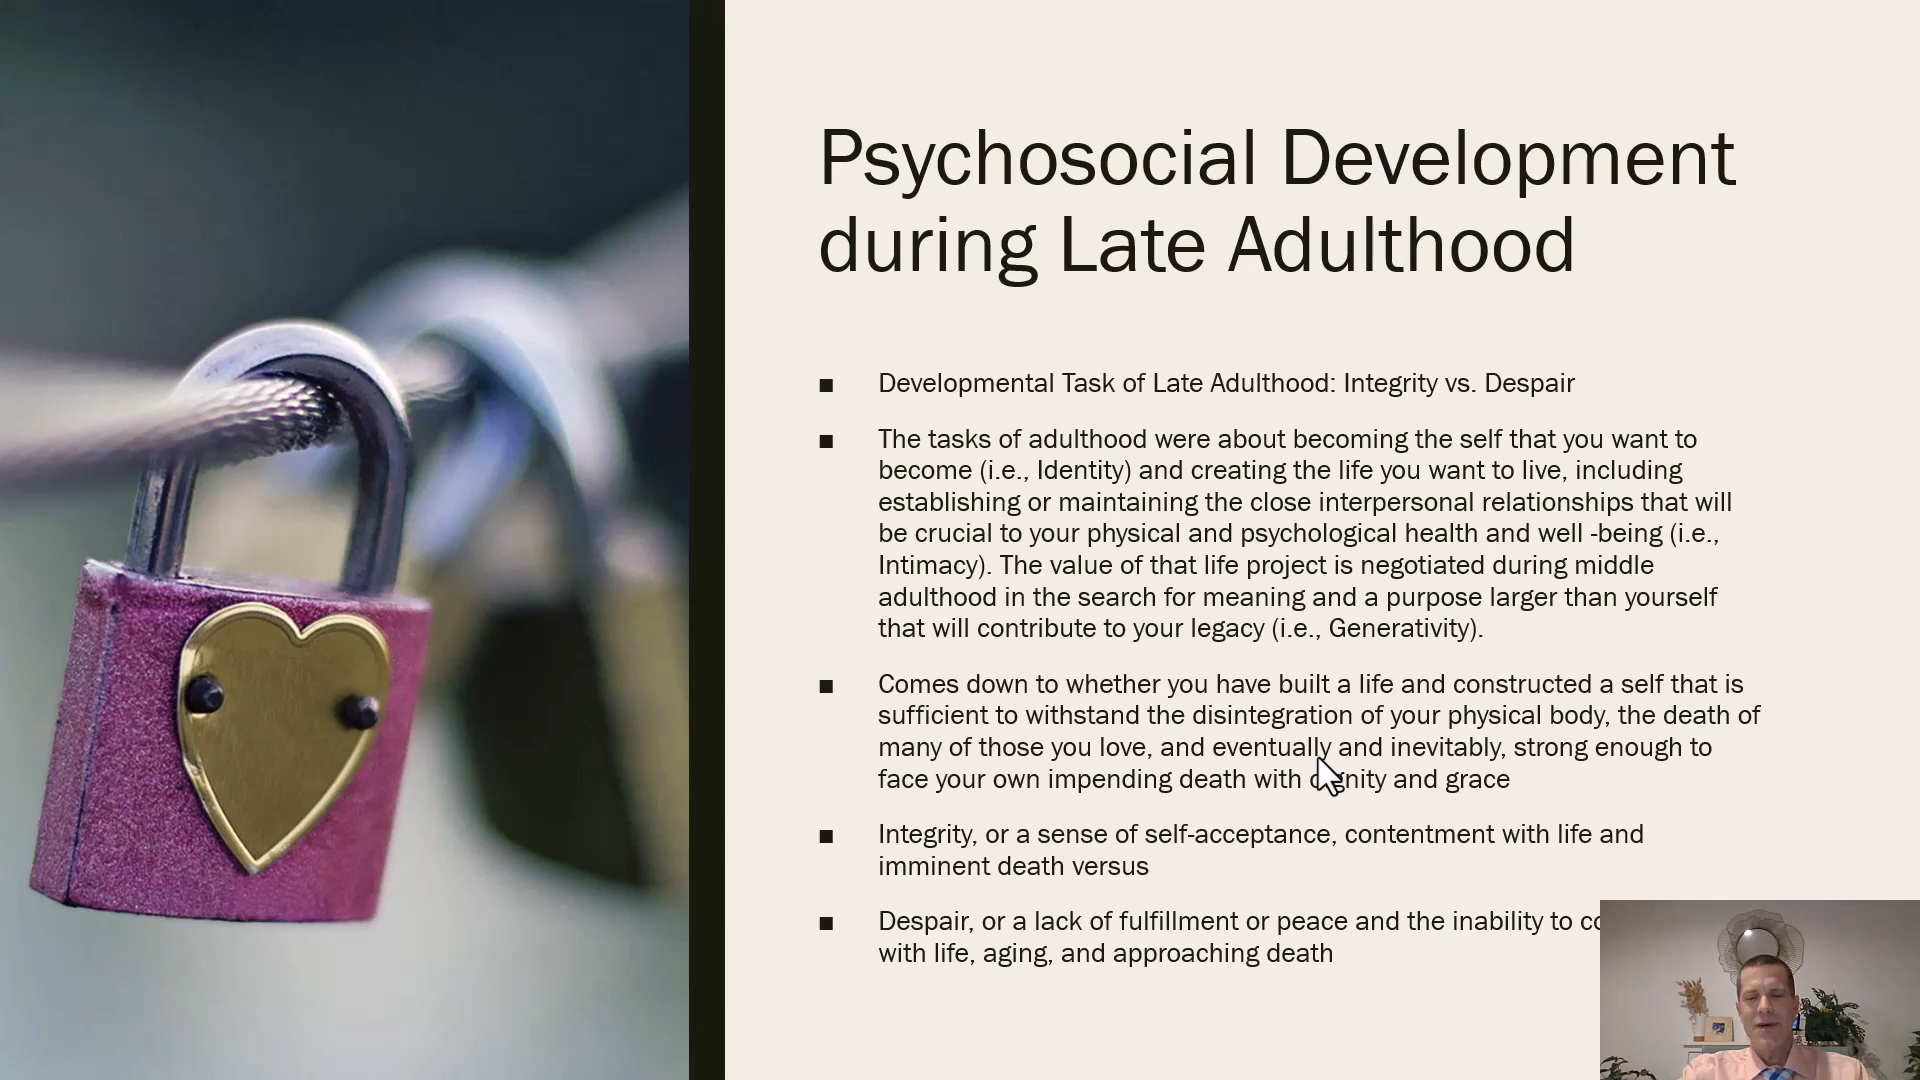 Psychosocial Development
during Late Adulthood
■ Developmental Task of Late Adulthood: Integrity vs. Despair
■ The tasks of adulthood were about becoming the self that you want to
become (i.e., Identity) and creating the life you want to live, including
establishing or maintaining the close interpersonal relationships that will
be crucial to your physical and psychological health and well -being (i.e.,
Intimacy). The value of that life project is negotiated during middle
adulthood in the search for meaning and a purpose larger than yourself
that will contribute to your legacy (i.e., Generativity).
■ Comes down to whether you have built a life and constructed a self that is
sufficient to withstand the disintegration of your physical body, the death of
many of those you love, and eventually and inevitably, strong enough to
face your own impending death with dignity and grace
■ Integrity, or a sense of self-acceptance, contentment with life and
imminent death versus
■ Despair, or a lack of fulfillment or peace and the inability to
with life, aging, and approaching death